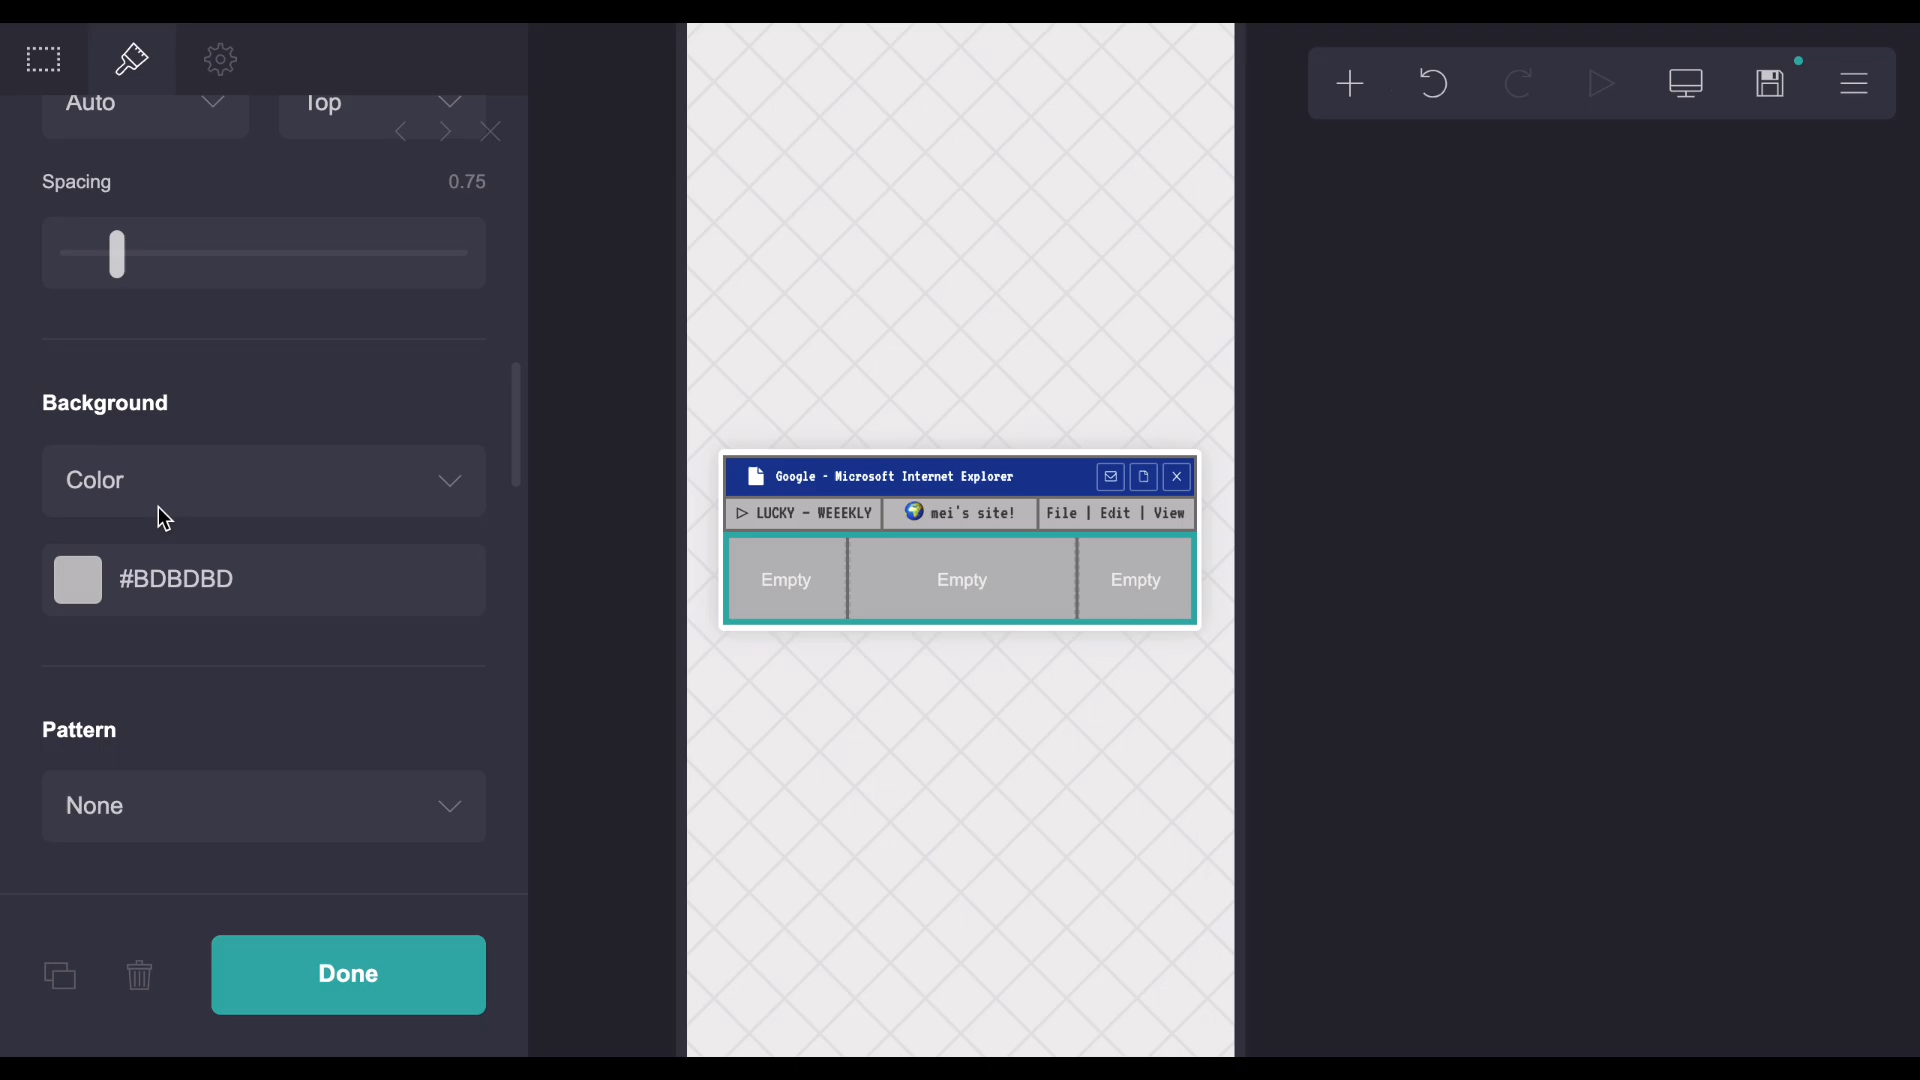 Auto
Top
Spacing
0.75
Background
Color
#BDBDBD
Pattern
None
Done
Google - Microsoft Internet Explorer
▷ LUCKY - WEEEKLY
mei's site!
File | Edit | View
Empty
Empty
Empty